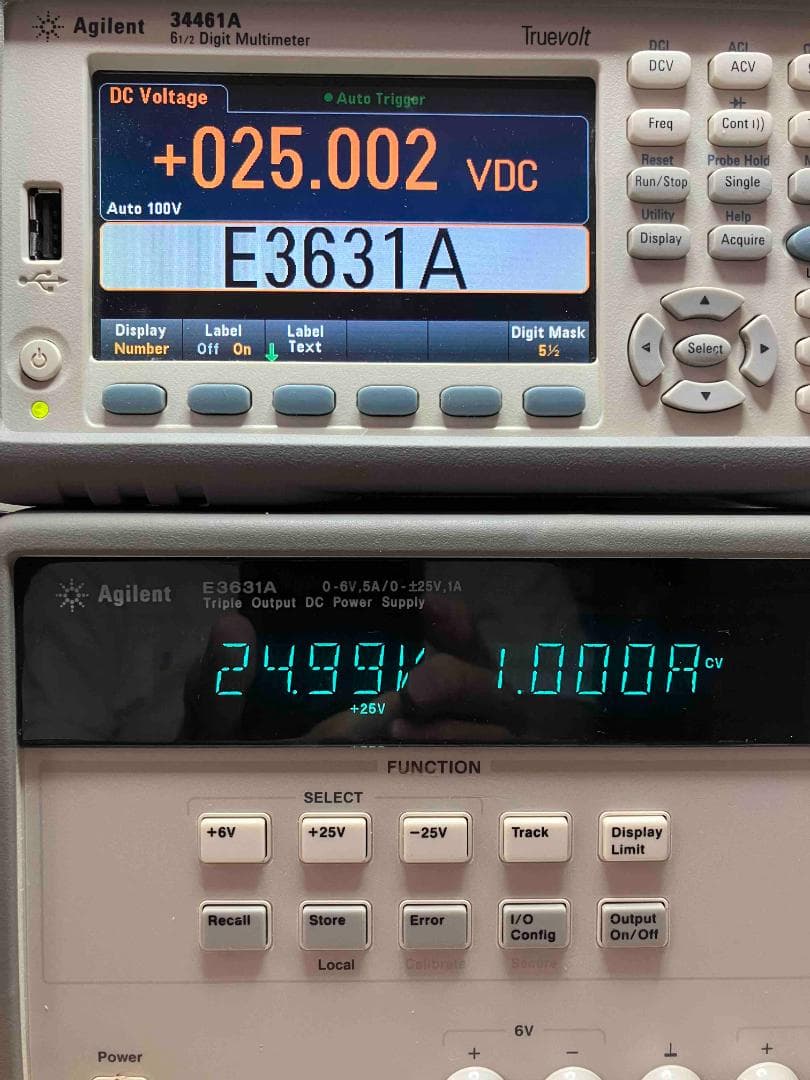 Agilent 34461A
6 1/2 Digit Multimeter
Truevolt
DC Voltage
Auto Trigger
+025.002 VDC
Auto 100V
E3631A
Display Label Label Digit Mask
Number Off On Text 5½
DCI ACI
DCV ACV
Freq Cont
Reset Probe Hold
Run/Stop Single
Utility Help
Display Acquire
Select
Agilent E3631A 0-6V,5A/0-±25V,1A
Triple Output DC Power Supply
24.99V 1.000A CV
+25V
FUNCTION
SELECT
+6V +25V -25V Track Display Limit
Recall Store Error I/O Config Output On/Off
Local Calibrate Secure
6V
Power + − +